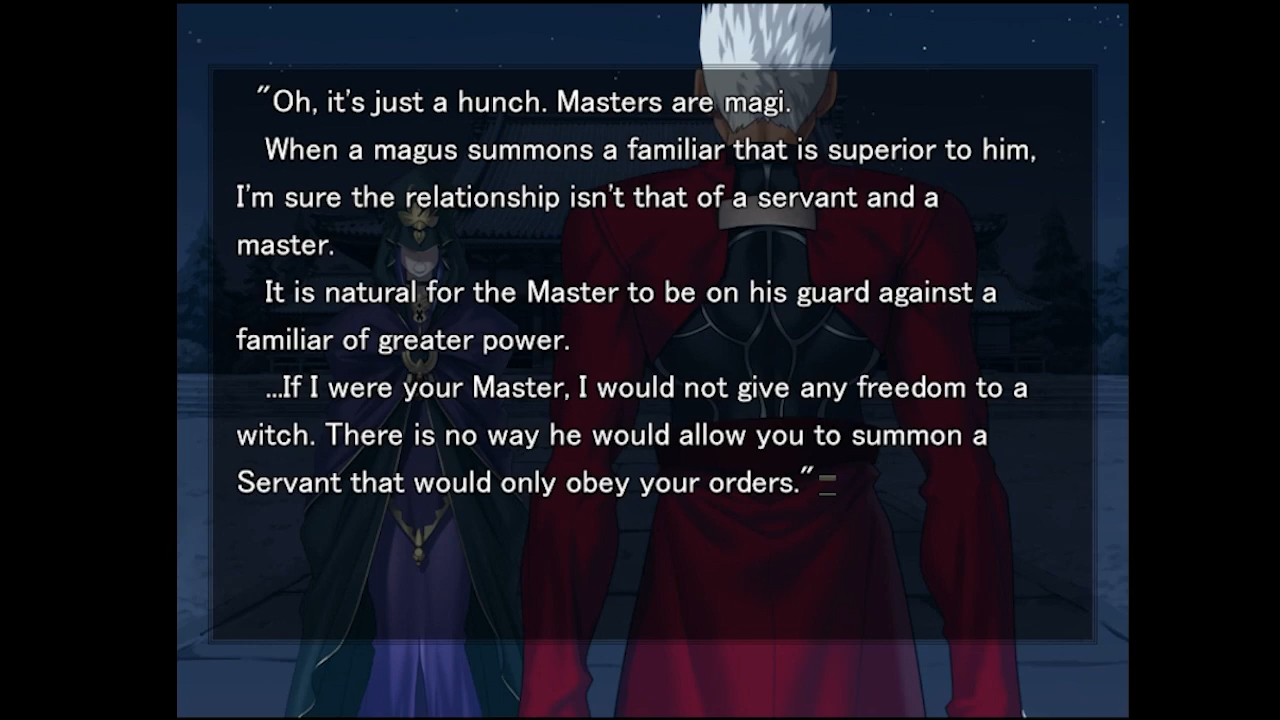 "Oh, it's just a hunch. Masters are magi.
When a magus summons a familiar that is superior to him,
I'm sure the relationship isn't that of a servant and a
master.
It is natural for the Master to be on his guard against a
familiar of greater power.
...If I were your Master, I would not give any freedom to a
witch. There is no way he would allow you to summon a
Servant that would only obey your orders."